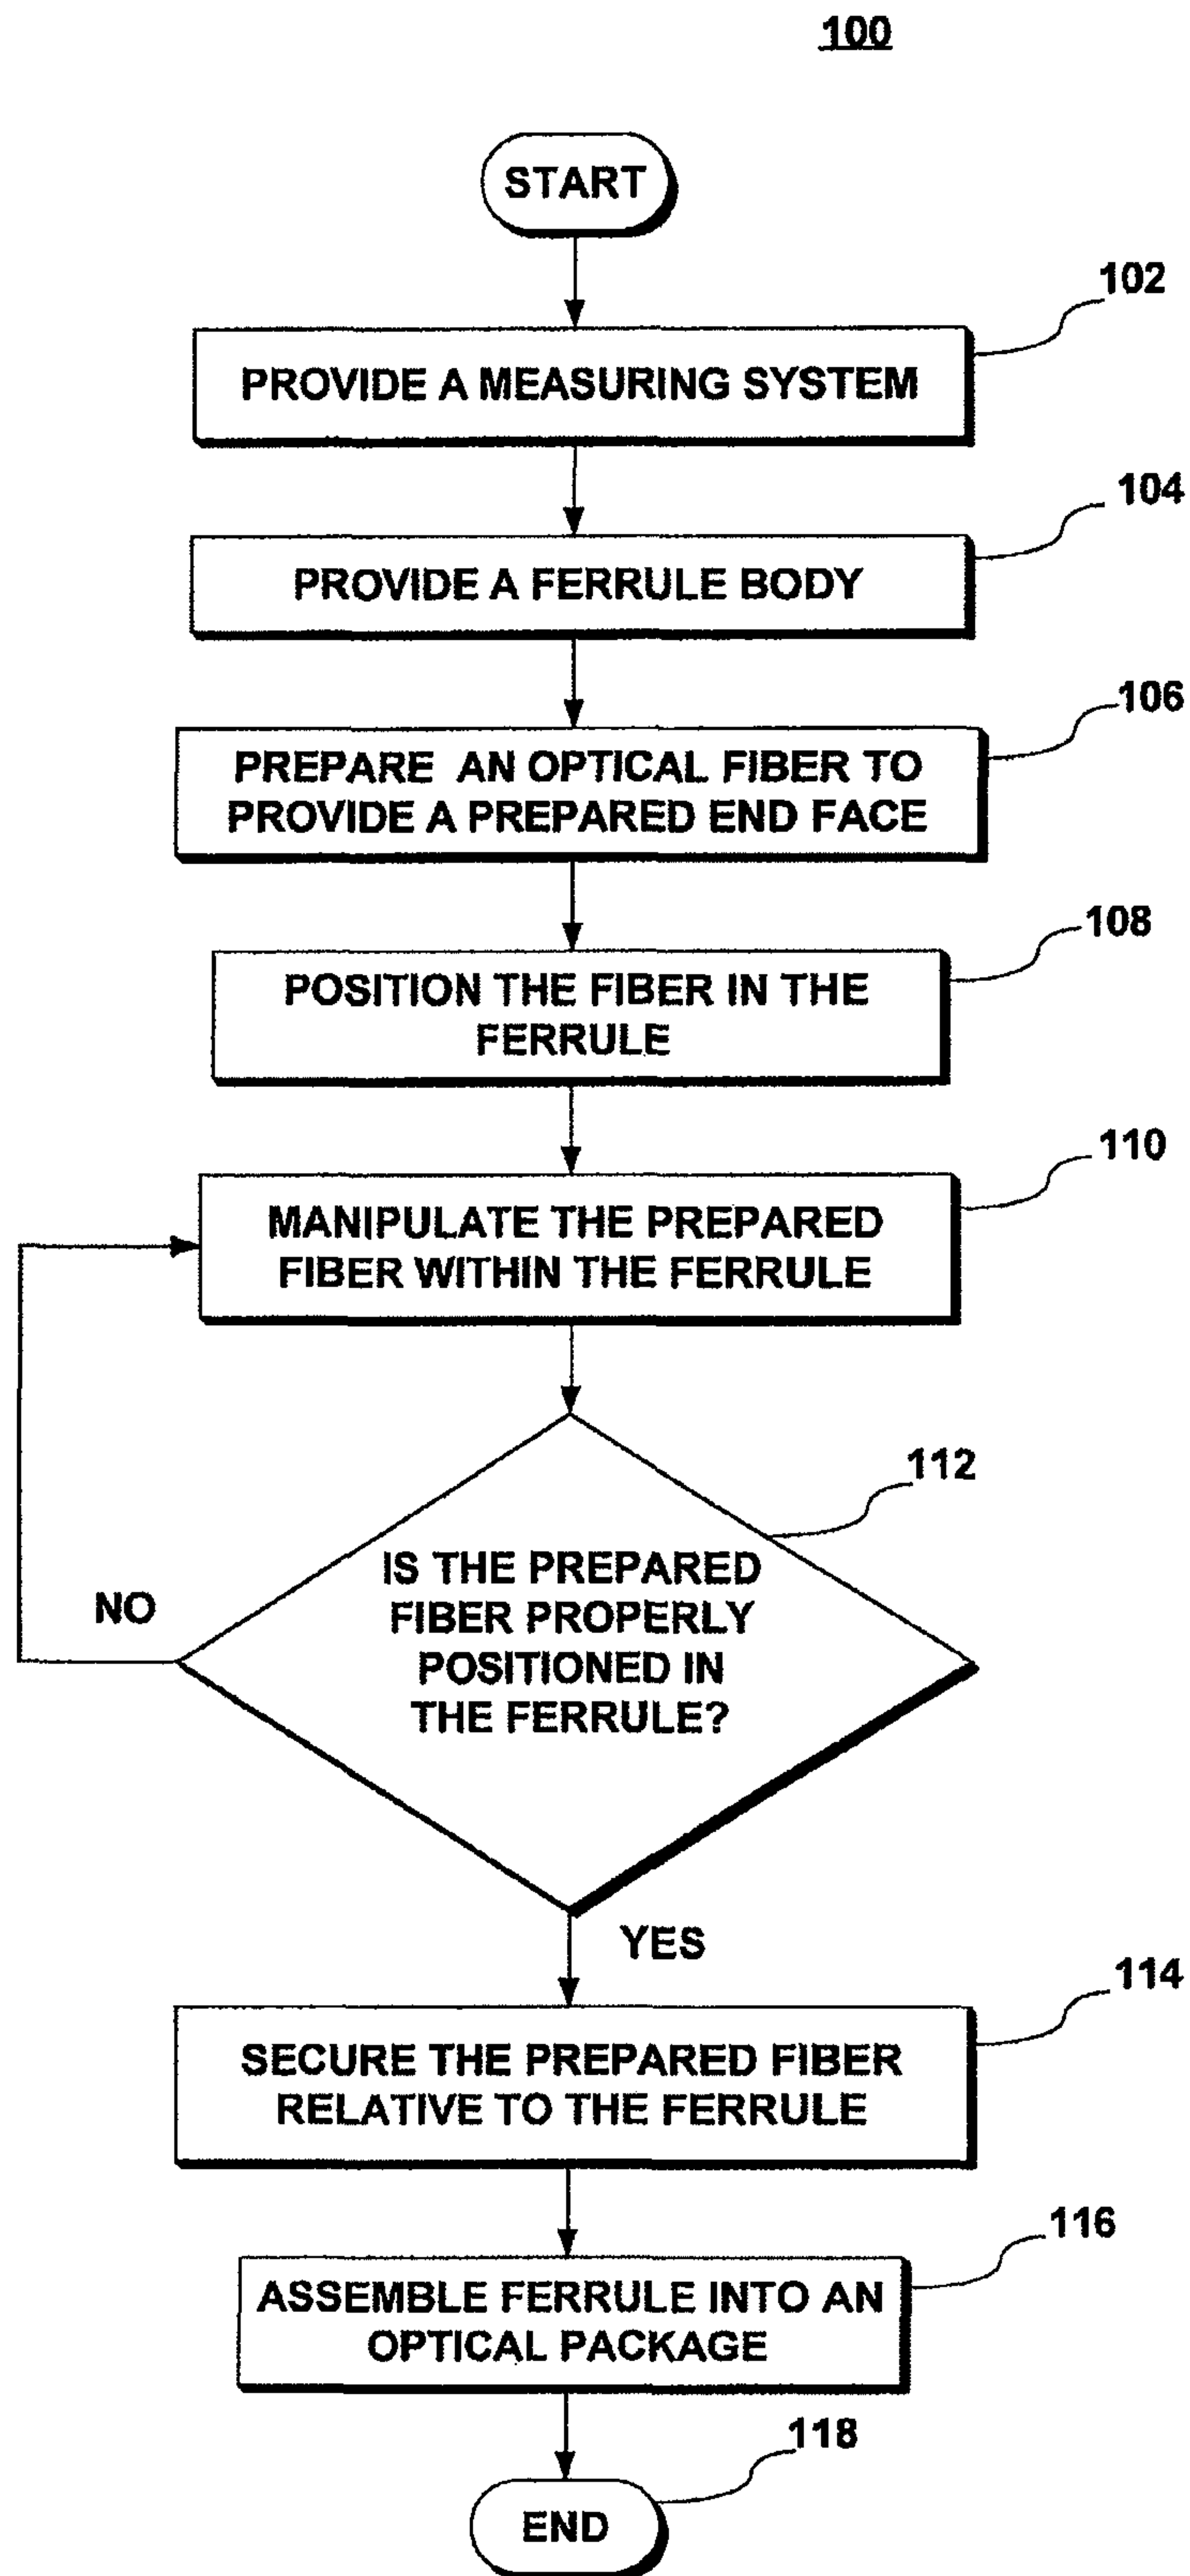 100
START
102
PROVIDE A MEASURING SYSTEM
104
PROVIDE A FERRULE BODY
106
PREPARE AN OPTICAL FIBER TO
PROVIDE A PREPARED END FACE
108
POSITION THE FIBER IN THE
FERRULE
110
MANIPULATE THE PREPARED
FIBER WITHIN THE FERRULE
112
IS THE PREPARED
FIBER PROPERLY
POSITIONED IN
THE FERRULE?
NO
YES
114
SECURE THE PREPARED FIBER
RELATIVE TO THE FERRULE
116
ASSEMBLE FERRULE INTO AN
OPTICAL PACKAGE
118
END